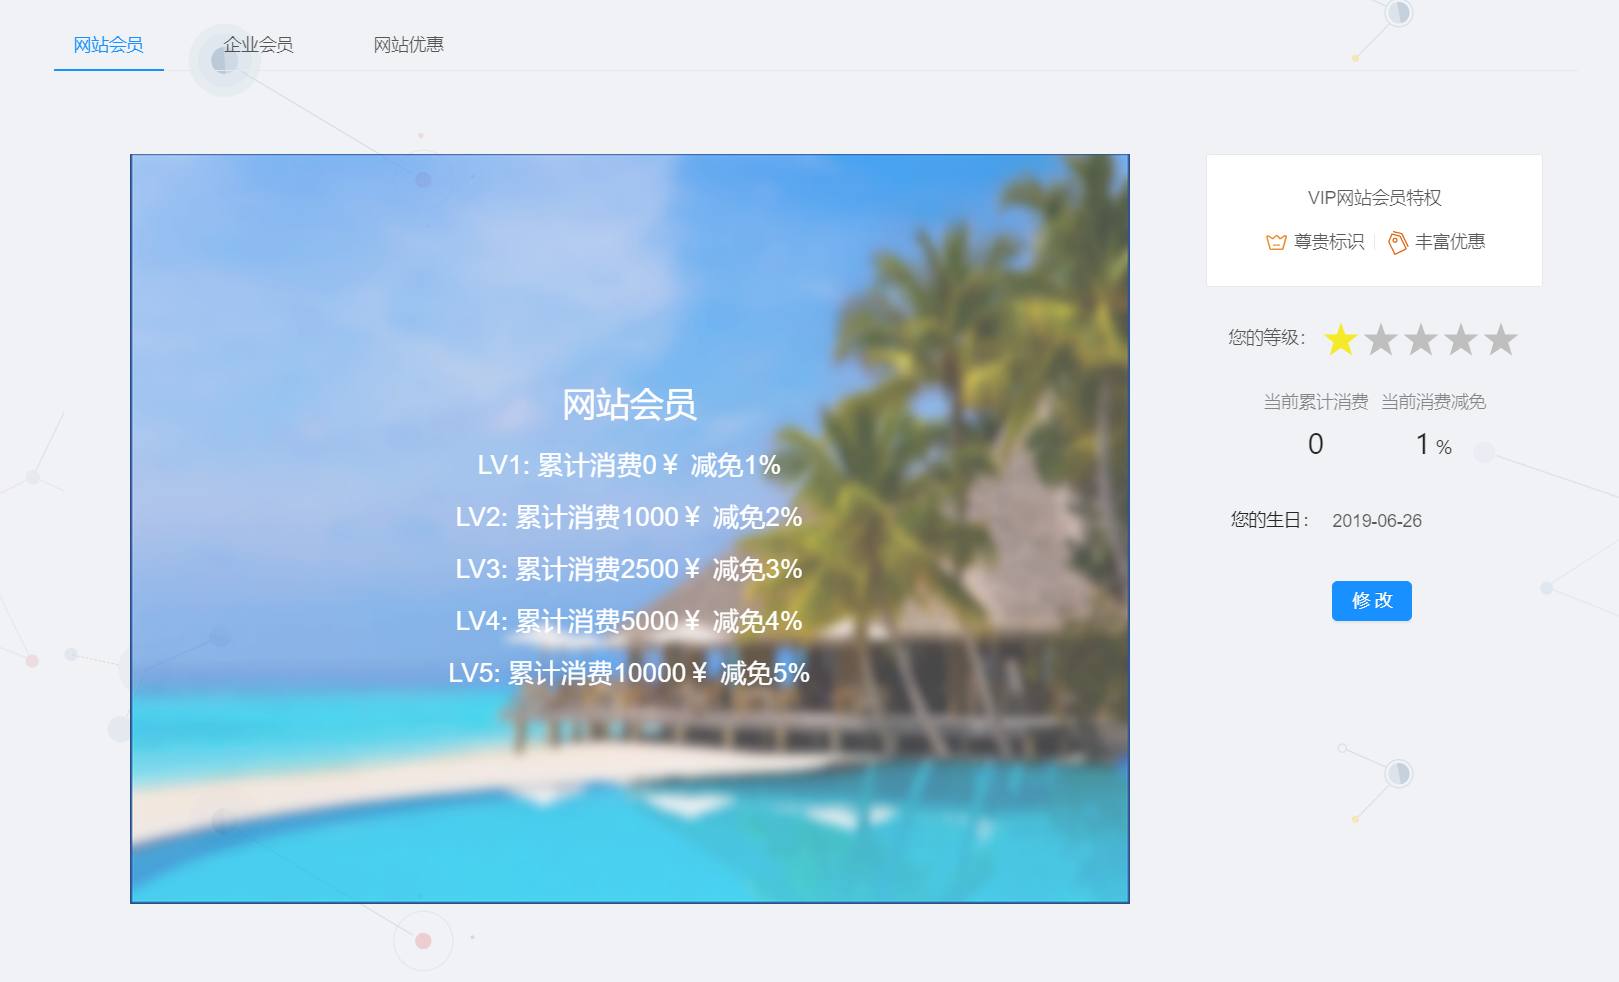 网站会员
企业会员
网站优惠
网站会员
LV1: 累计消费0￥ 减免1%
LV2: 累计消费1000￥ 减免2%
LV3: 累计消费2500￥ 减免3%
LV4: 累计消费5000￥ 减免4%
LV5: 累计消费10000￥ 减免5%
VIP网站会员特权
尊贵标识
丰富优惠
您的等级：
当前累计消费 当前消费减免
0 1 %
您的生日： 2019-06-26
修 改